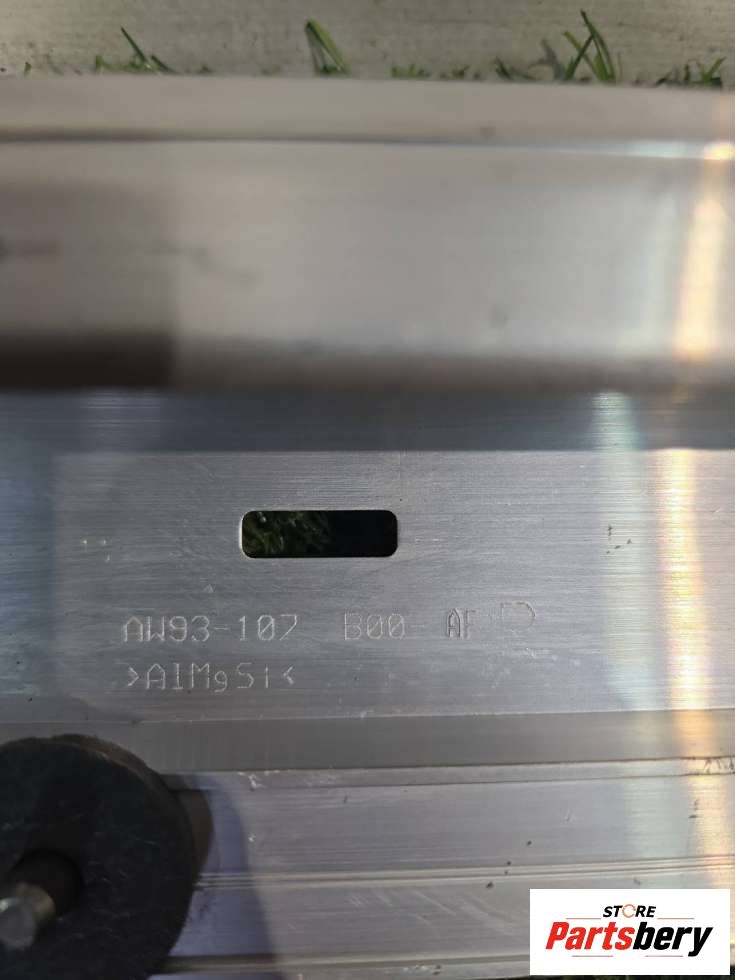 AW93-107 B00 AF
>AlMgSi<
STORE
Partsbery